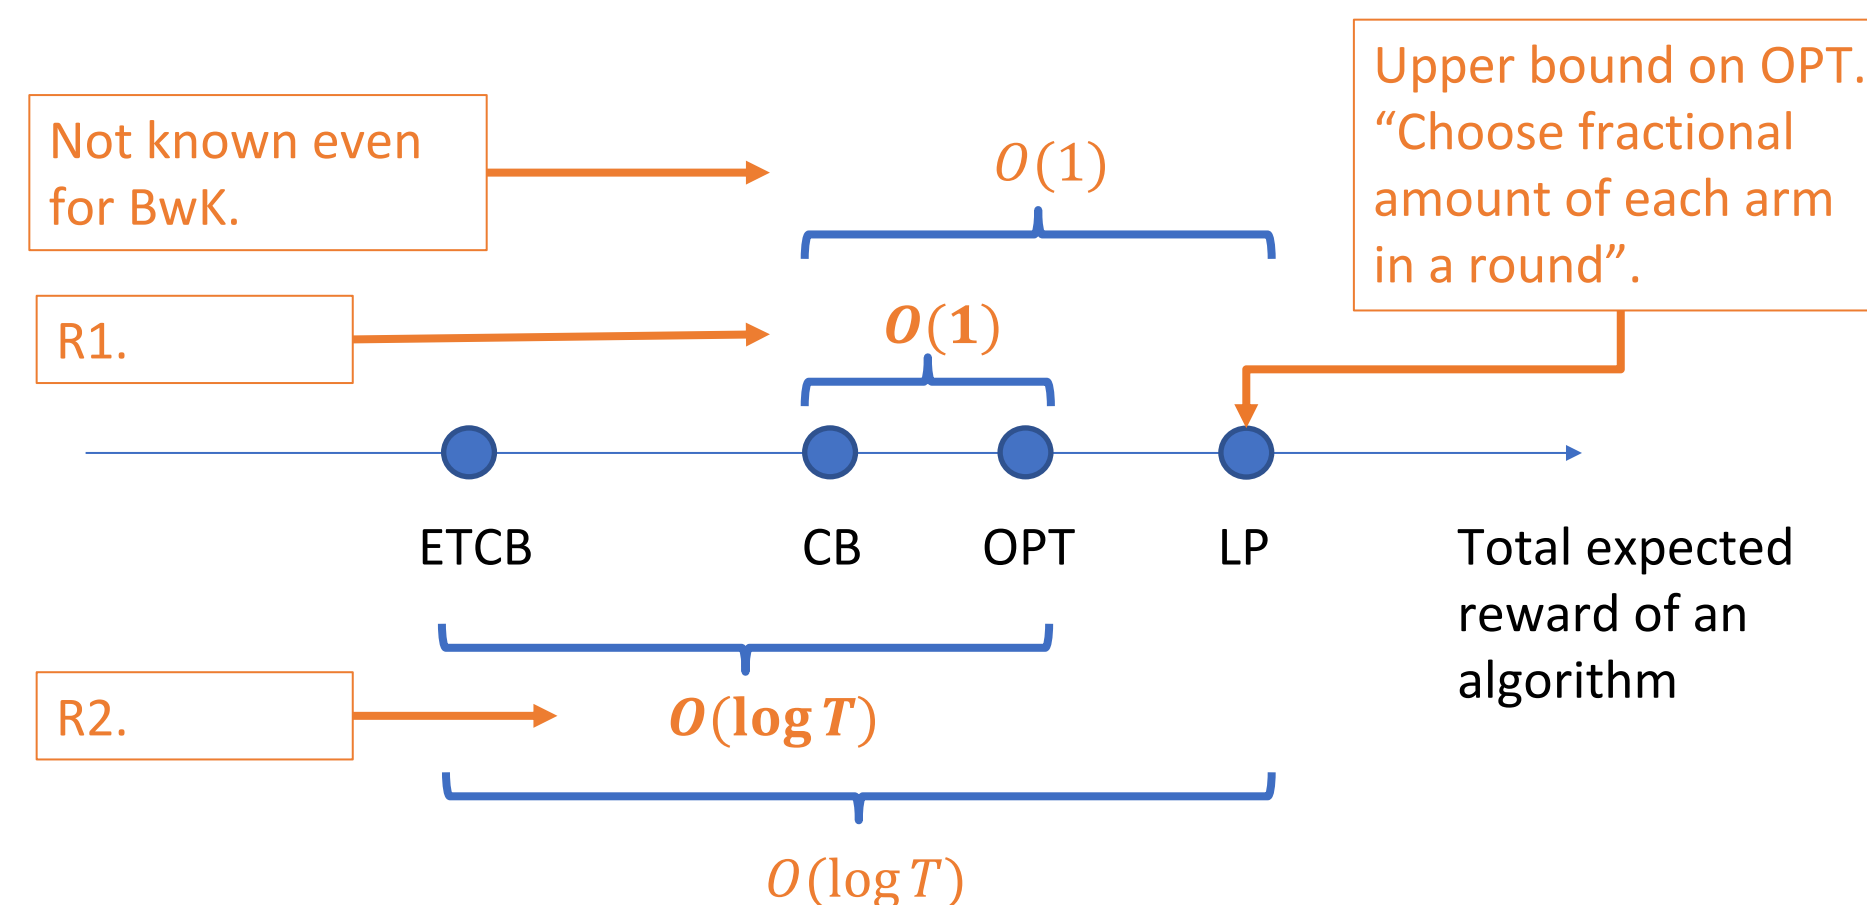 Upper bound on OPT.
“Choose fractional
amount of each arm
in a round”.
Not known even
for BwK.
O(1)
R1.
O(1)
ETCB
CB
OPT
LP
Total expected
reward of an
algorithm
R2.
O(log T)
O(log T)